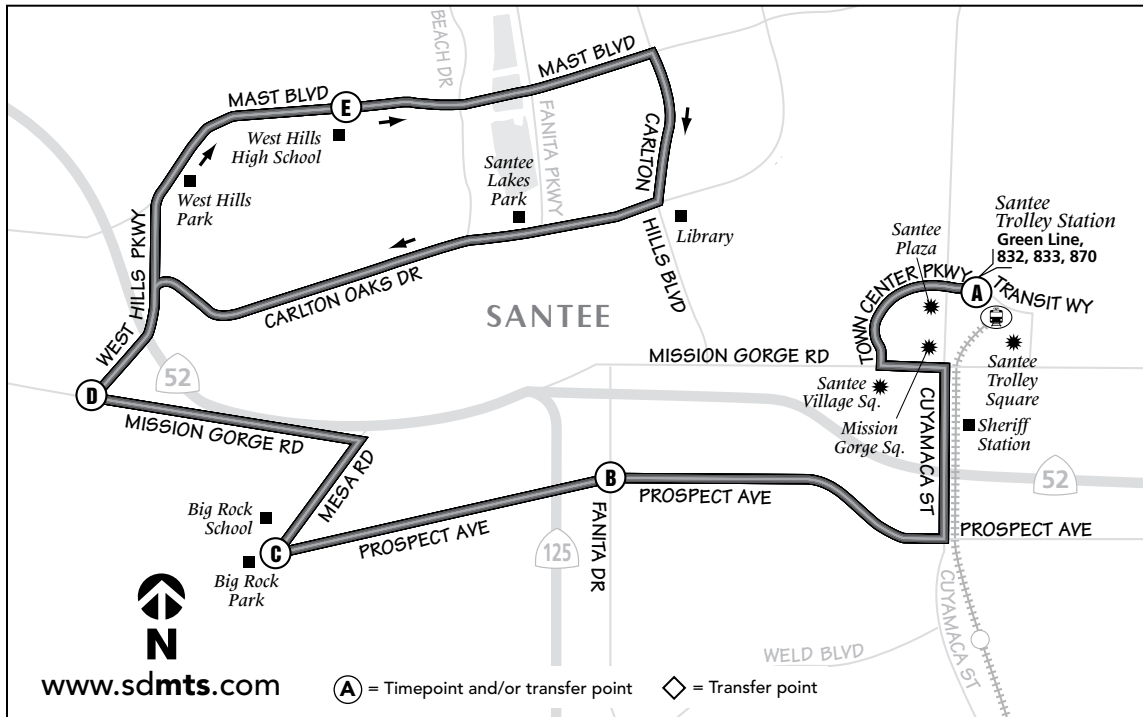 BEACH DR
MAST BLVD
MAST BLVD
E
West Hills
High School
FANITA PKWY
CARLTON
HILLS BLVD
Santee
Lakes
Park
West Hills
Park
WEST HILLS PKWY
Library
CARLTON OAKS DR
SANTEE
Santee
Trolley Station
Green Line,
832, 833, 870
Santee
Plaza
TOWN CENTER PKWY
A
TRANSIT WY
MISSION GORGE RD
Santee
Village Sq.
Mission
Gorge Sq.
Santee
Trolley
Square
CUYAMACA ST
Sheriff
Station
52
D
MISSION GORGE RD
MESA RD
52
B
PROSPECT AVE
PROSPECT AVE
PROSPECT AVE
Big Rock
School
C
Big Rock
Park
125
FANITA DR
CUYAMACA ST
WELD BLVD
N
www.sdmts.com
A = Timepoint and/or transfer point
= Transfer point